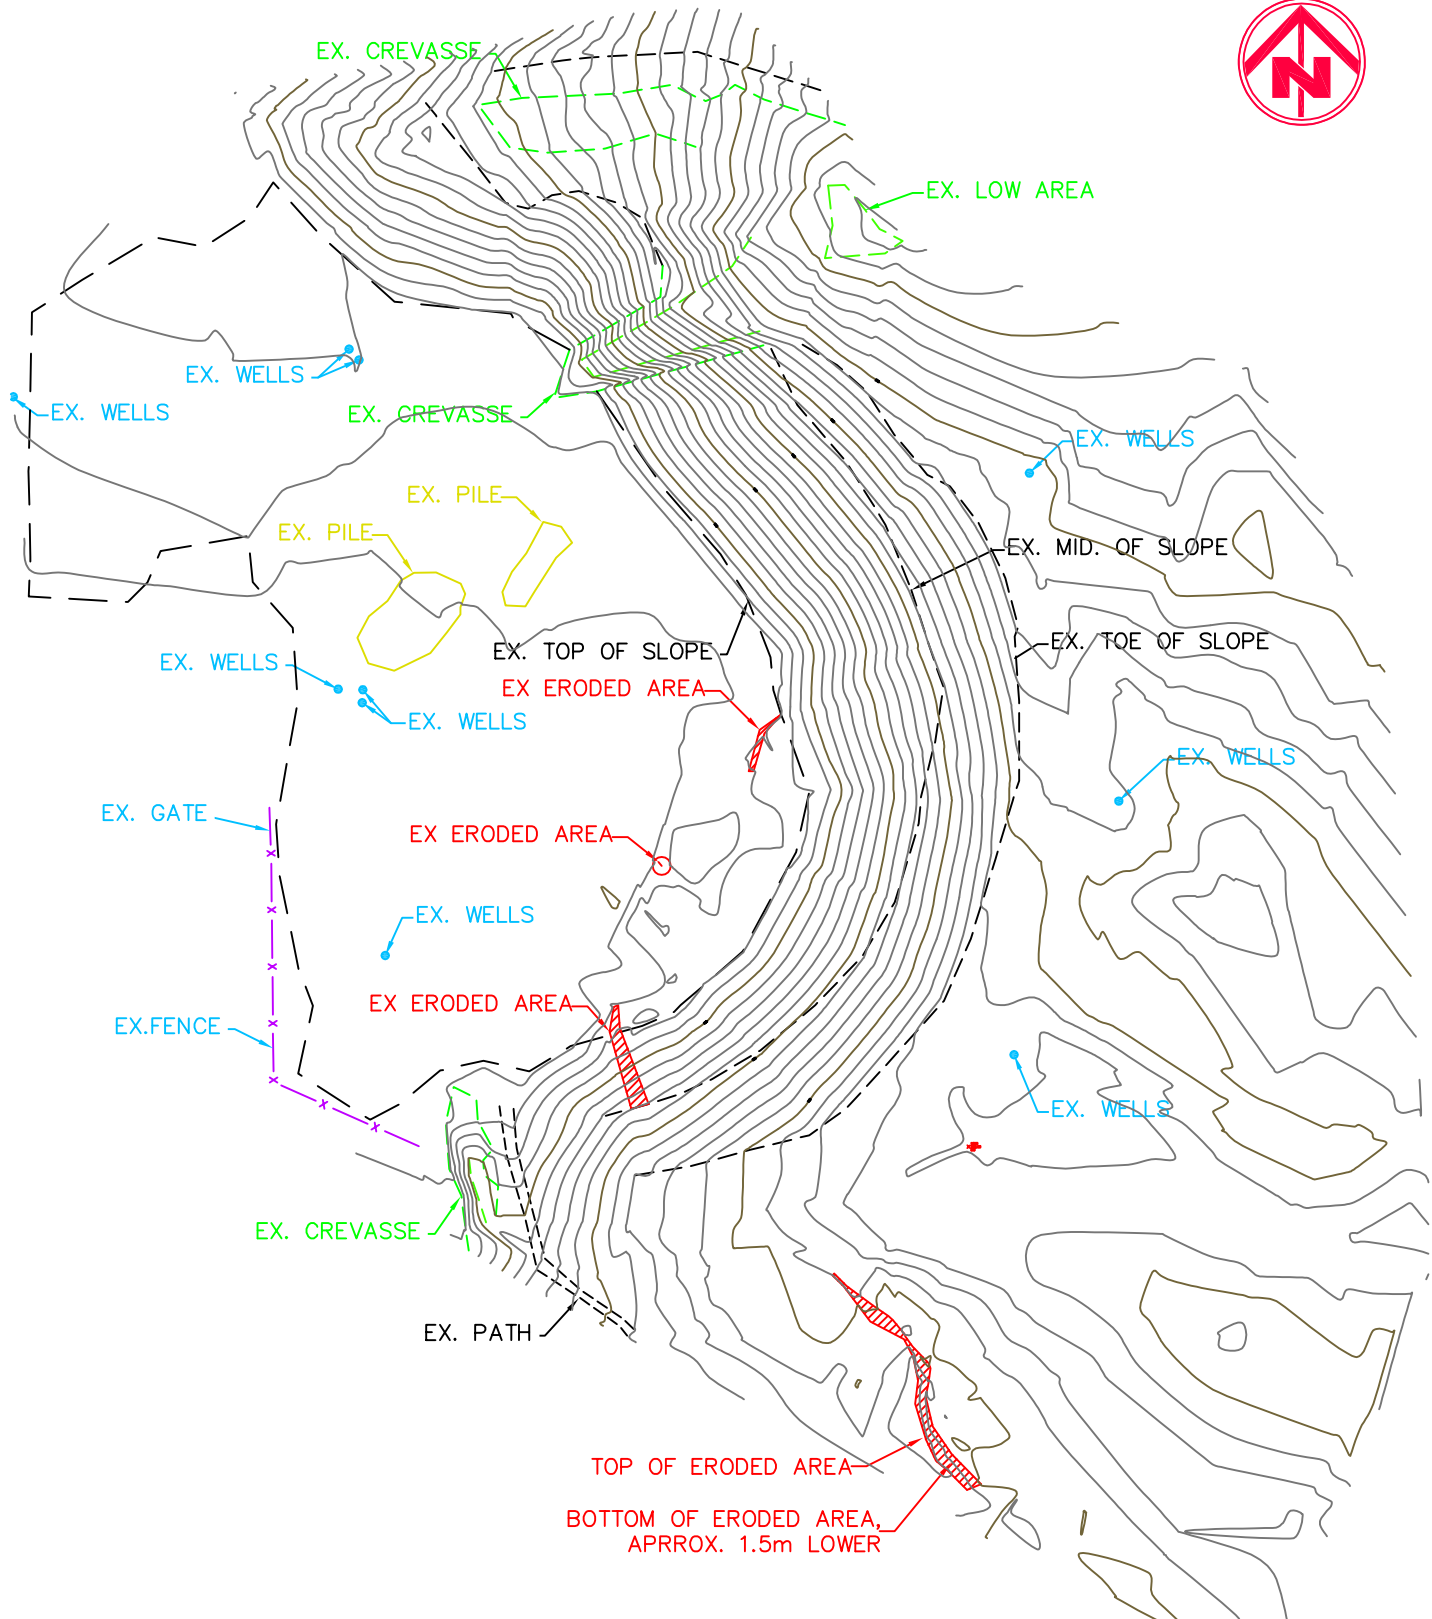 EX. CREVASSE
N
EX. LOW AREA
EX. WELLS
EX. WELLS
EX. CREVASSE
EX. WELLS
EX. PILE
EX. PILE
EX. MID. OF SLOPE
EX. TOP OF SLOPE
EX. TOE OF SLOPE
EX. WELLS
EX ERODED AREA
EX. WELLS
EX. WELLS
EX. GATE
EX ERODED AREA
x
x
EX. WELLS
x
EX ERODED AREA
EX.FENCE
x
x
x
x
EX. WELLS
EX. CREVASSE
EX. PATH
TOP OF ERODED AREA
BOTTOM OF ERODED AREA,
APRROX. 1.5m LOWER